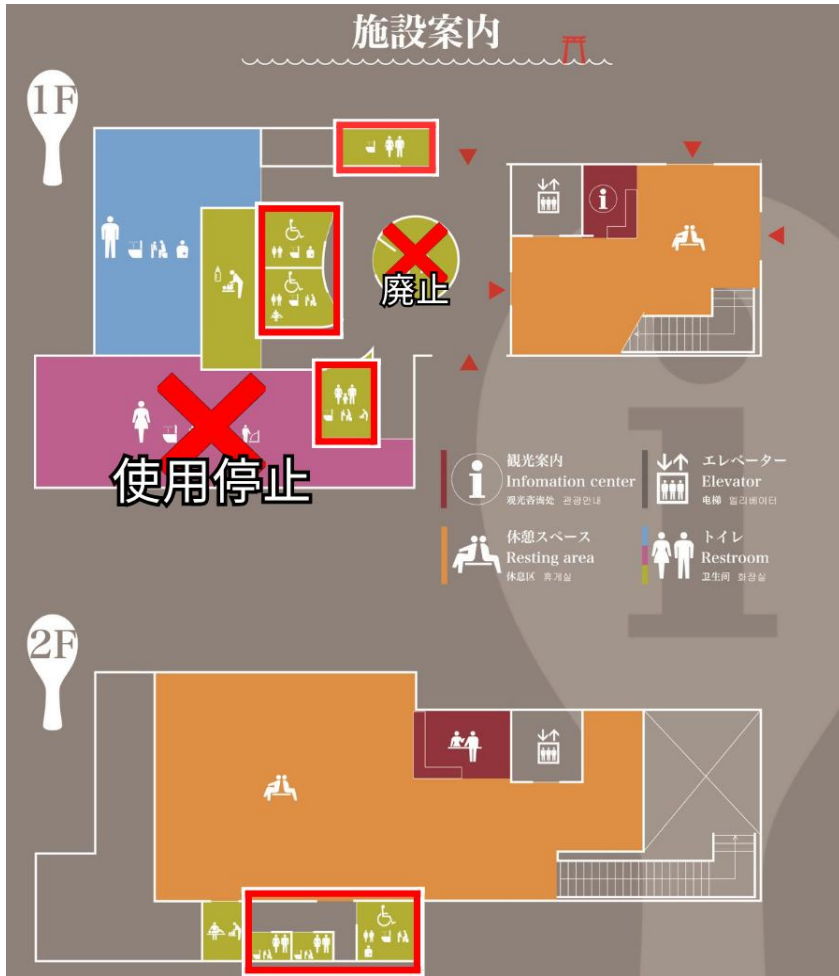 施設案内
1F
i
廃止
使用停止
i
観光案内
Infomation center
观光咨询处 관광안내
エレベーター
Elevator
电梯 엘리베이터
休憩スペース
Resting area
休息区 휴게실
トイレ
Restroom
卫生间 화장실
2F